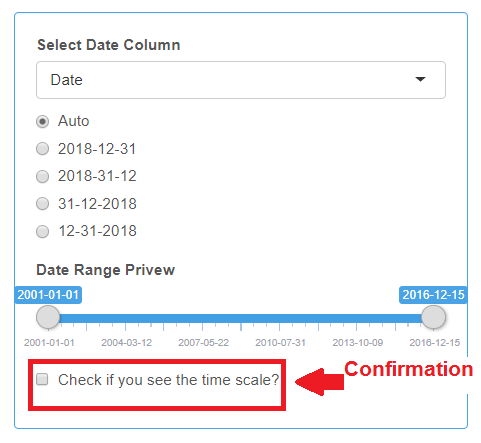 Select Date Column
Date
Auto
2018-12-31
2018-31-12
31-12-2018
12-31-2018
Date Range Privew
2001-01-01 2016-12-15
2001-01-01 2004-03-12 2007-05-22 2010-07-31 2013-10-09 2016-12-15
Confirmation
Check if you see the time scale?